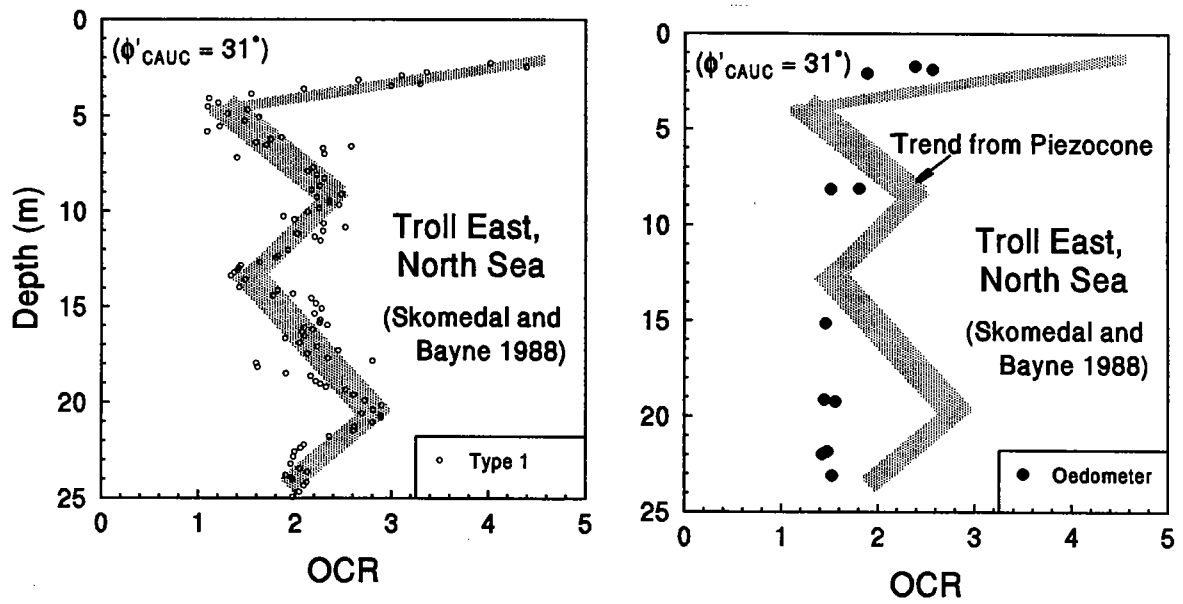 0
5
10
15
20
25
Depth (m)
(ϕ'CAUC = 31°)
Troll East,
North Sea
(Skomedal and
Bayne 1988)
Type 1
0 1 2 3 4 5
OCR
0
5
10
15
20
25
(ϕ'CAUC = 31°)
Trend from Piezocone
Troll East,
North Sea
(Skomedal and
Bayne 1988)
Oedometer
0 1 2 3 4 5
OCR